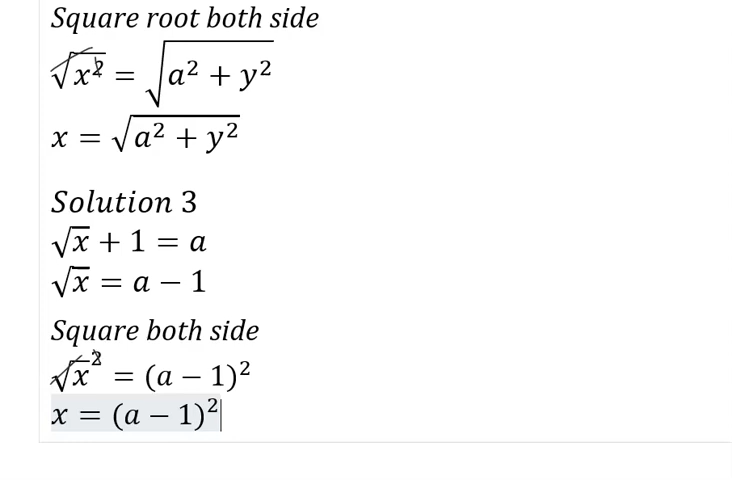 Square root both side
√x² = √a² + y²
x = √a² + y²
Solution 3
√x + 1 = a
√x = a − 1
Square both side
√x² = (a − 1)²
x = (a − 1)²